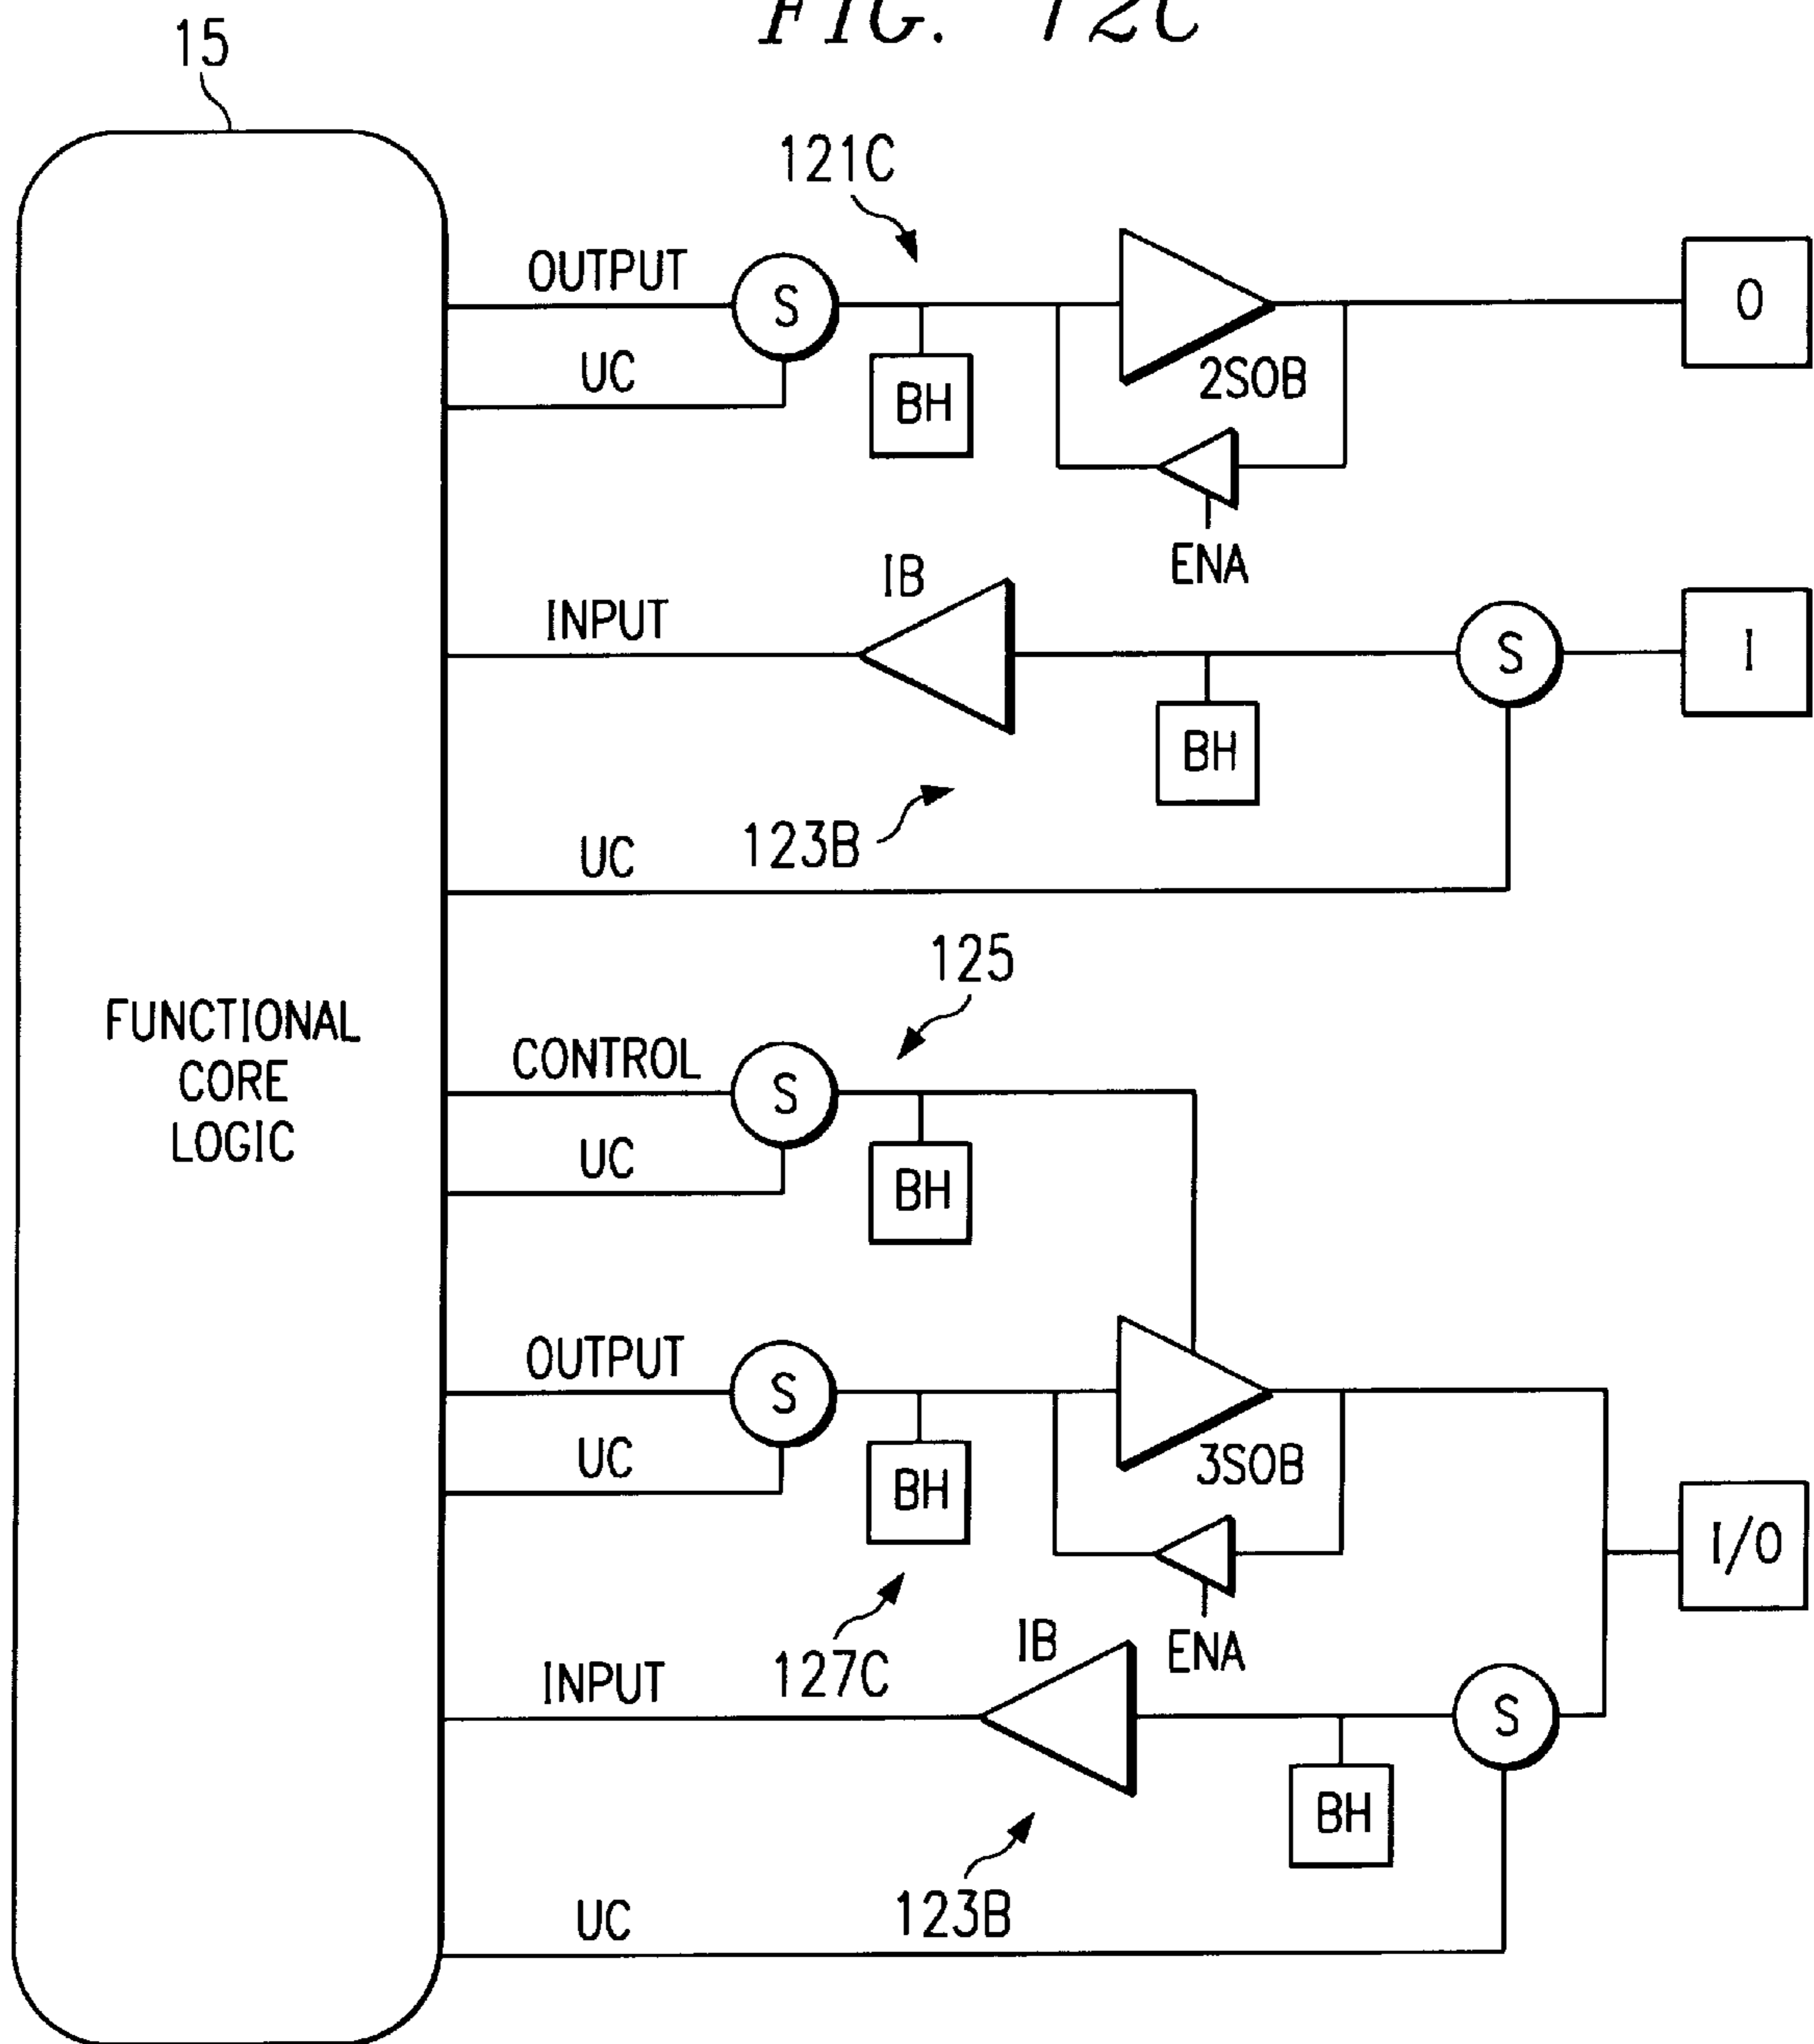 FIG. 12C
15
121C
OUTPUT
S
O
UC
BH
2SOB
ENA
IB
INPUT
S
I
BH
123B
UC
125
FUNCTIONAL
CORE
LOGIC
CONTROL
S
UC
BH
OUTPUT
S
UC
BH
3SOB
I/O
127C
IB
ENA
INPUT
S
BH
123B
UC